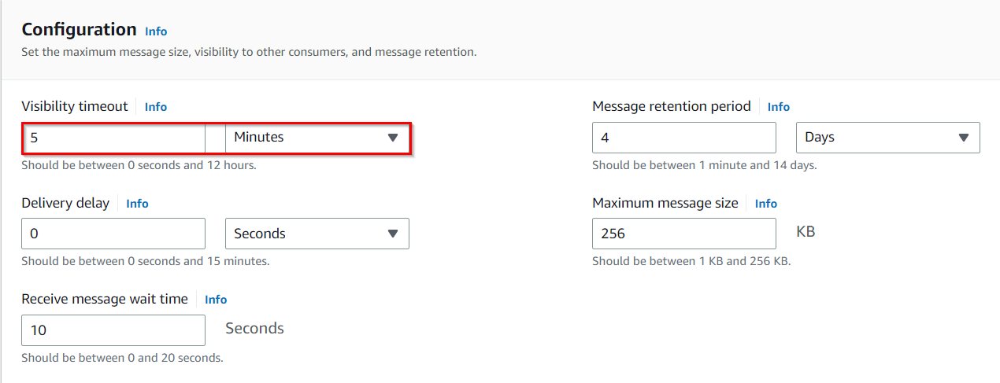 Configuration Info
Set the maximum message size, visibility to other consumers, and message retention.
Visibility timeout Info
5 Minutes
Should be between 0 seconds and 12 hours.
Message retention period Info
4 Days
Should be between 1 minute and 14 days.
Delivery delay Info
0 Seconds
Should be between 0 seconds and 15 minutes.
Maximum message size Info
256 KB
Should be between 1 KB and 256 KB.
Receive message wait time Info
10 Seconds
Should be between 0 and 20 seconds.